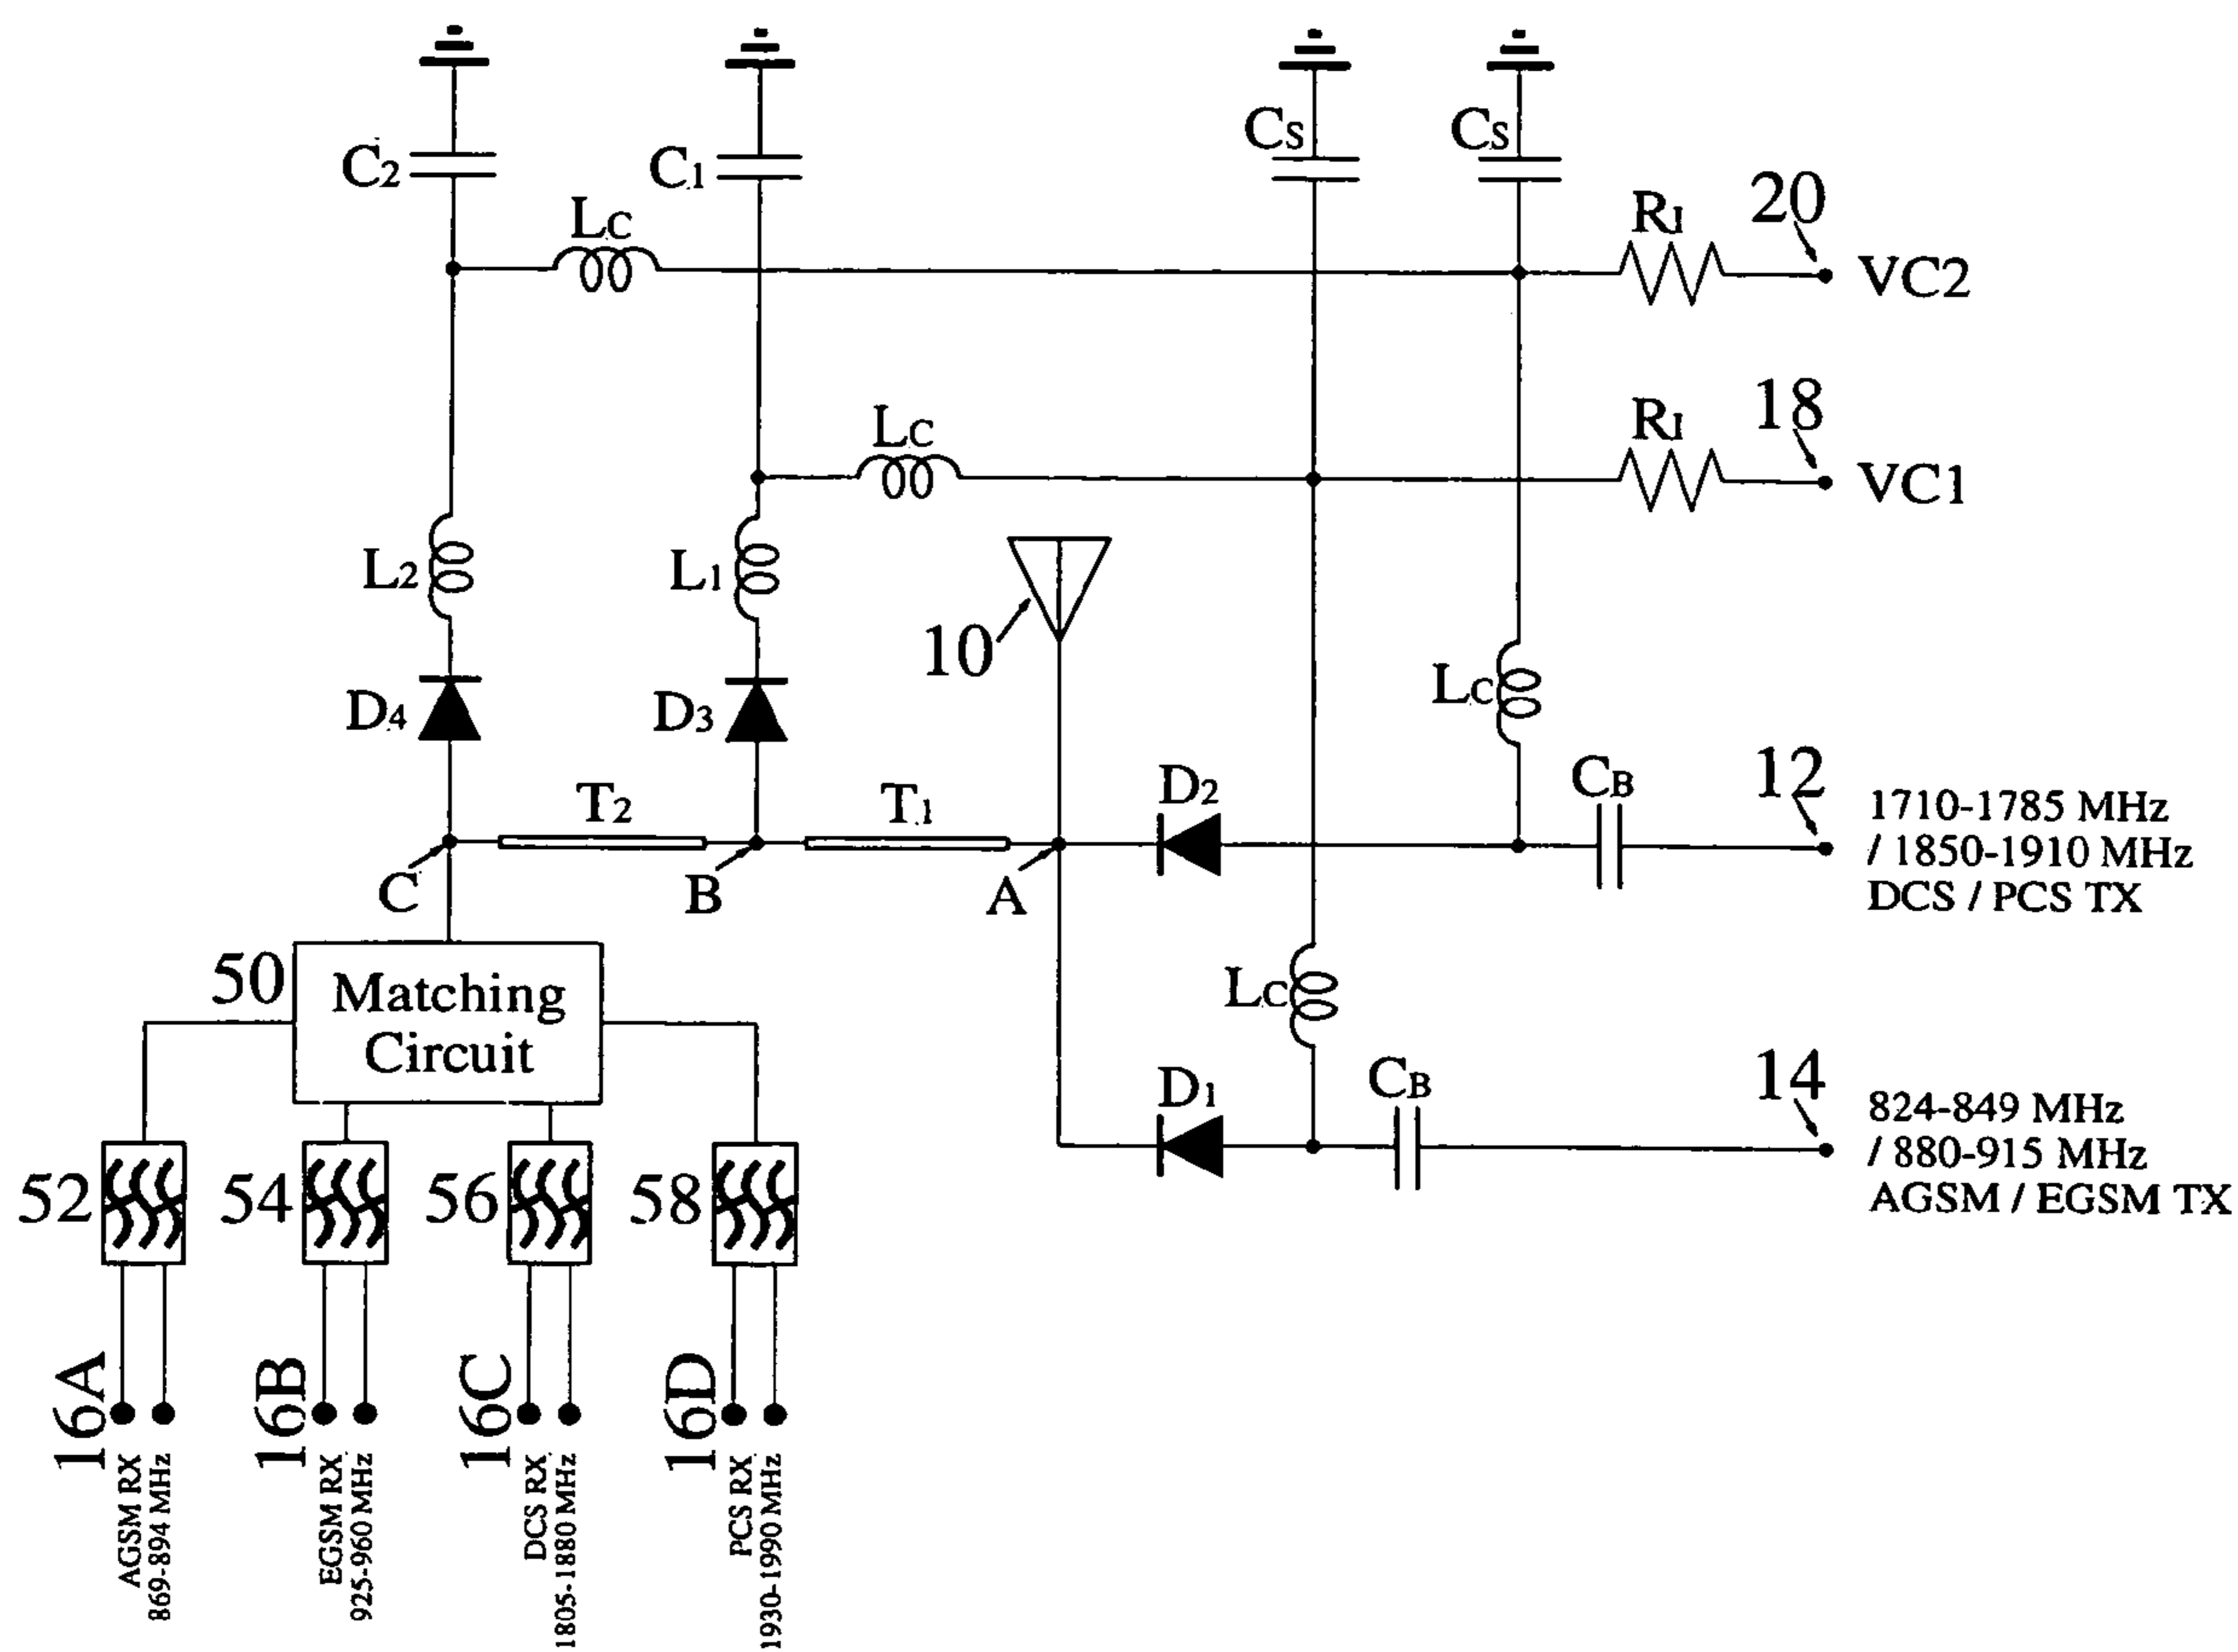 CS
CS
C2
C1
LC
RI
20
VC2
LC
RI
18
VC1
L2
L1
10
LC
D4
D3
T2
T1
D2
CB
12
1710-1785 MHz
/ 1850-1910 MHz
DCS / PCS TX
C
B
A
50
Matching
Circuit
LC
D1
CB
14
824-849 MHz
/ 880-915 MHz
AGSM / EGSM TX
52
54
56
58
16A
16B
16C
16D
AGSM RX
869-894 MHz
EGSM RX
925-960 MHz
DCS RX
1805-1880 MHz
PCS RX
1930-1990 MHz